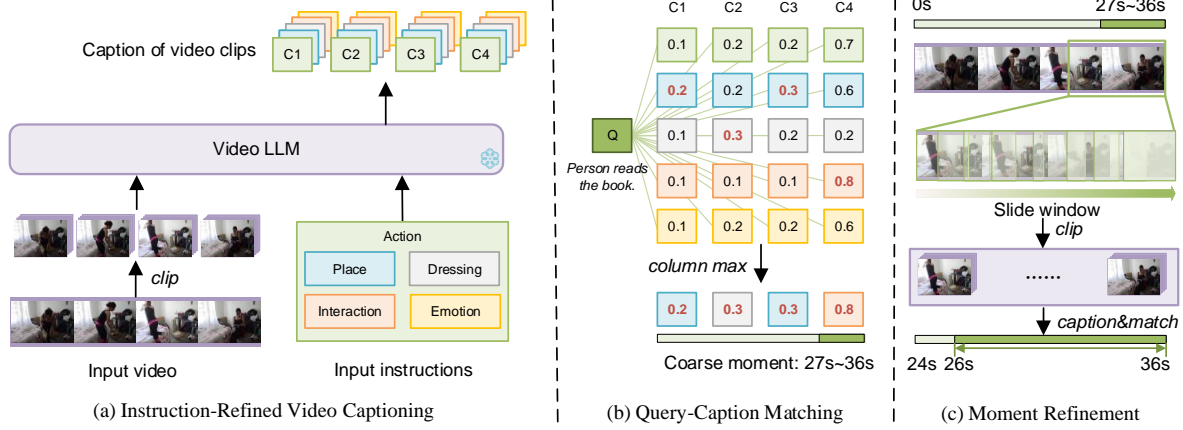 Caption of video clips
C1 C2 C3 C4
Video LLM
clip
Input video
Action
Place Dressing
Interaction Emotion
Input instructions
(a) Instruction-Refined Video Captioning
C1 C2 C3 C4
0.1 0.2 0.2 0.7
0.2 0.2 0.3 0.6
Q
0.1 0.3 0.2 0.2
Person reads
the book.
0.1 0.1 0.1 0.8
0.1 0.2 0.2 0.6
column max
0.2 0.3 0.3 0.8
Coarse moment: 27s~36s
(b) Query-Caption Matching
0s 27s~36s
Slide window
clip
......
caption&match
24s 26s 36s
(c) Moment Refinement